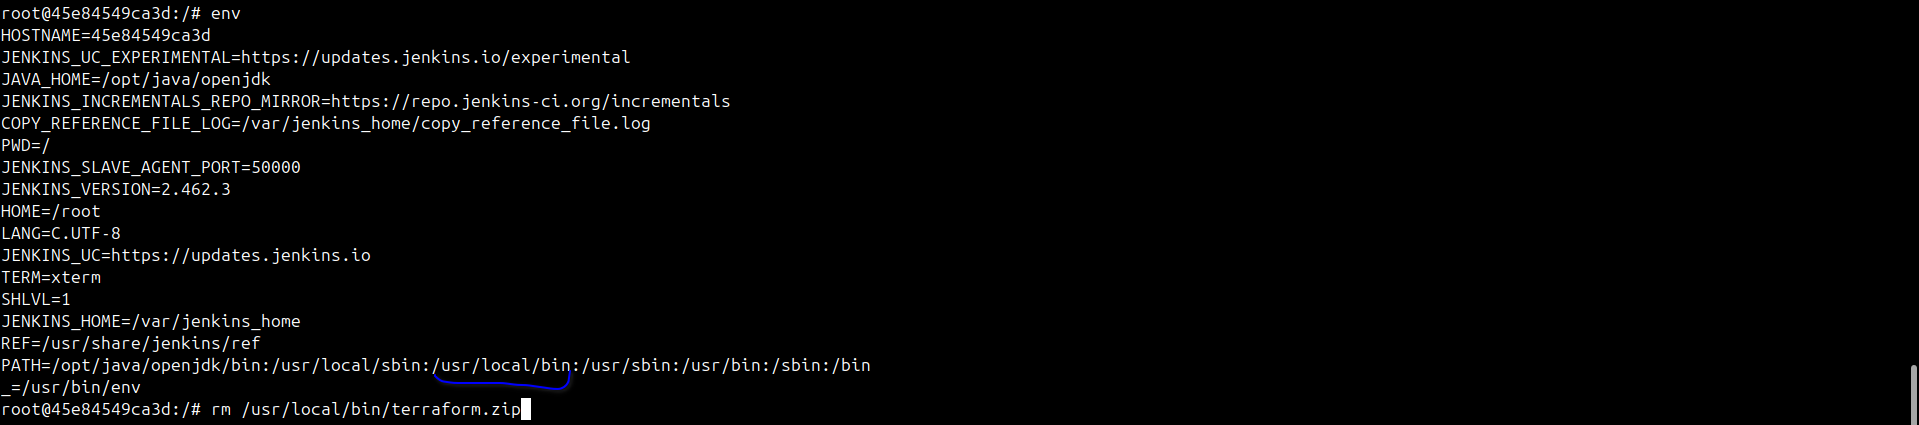 root@45e84549ca3d:/# env
HOSTNAME=45e84549ca3d
JENKINS_UC_EXPERIMENTAL=https://updates.jenkins.io/experimental
JAVA_HOME=/opt/java/openjdk
JENKINS_INCREMENTALS_REPO_MIRROR=https://repo.jenkins-ci.org/incrementals
COPY_REFERENCE_FILE_LOG=/var/jenkins_home/copy_reference_file.log
PWD=/
JENKINS_SLAVE_AGENT_PORT=50000
JENKINS_VERSION=2.462.3
HOME=/root
LANG=C.UTF-8
JENKINS_UC=https://updates.jenkins.io
TERM=xterm
SHLVL=1
JENKINS_HOME=/var/jenkins_home
REF=/usr/share/jenkins/ref
PATH=/opt/java/openjdk/bin:/usr/local/sbin:/usr/local/bin:/usr/sbin:/usr/bin:/sbin:/bin
_=/usr/bin/env
root@45e84549ca3d:/# rm /usr/local/bin/terraform.zip